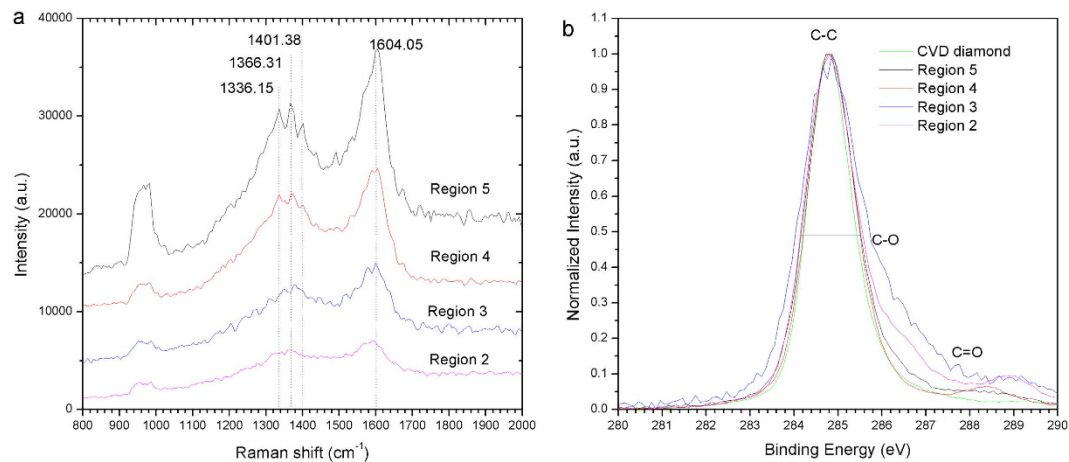 a
40000
30000
20000
10000
0
Intensity (a.u.)
1401.38
1366.31
1336.15
1604.05
Region 5
Region 4
Region 3
Region 2
800 900 1000 1100 1200 1300 1400 1500 1600 1700 1800 1900 2000
Raman shift (cm⁻¹)
b
1.1
1.0
0.9
0.8
0.7
0.6
0.5
0.4
0.3
0.2
0.1
0.0
Normalized Intensity (a.u.)
C-C
CVD diamond
Region 5
Region 4
Region 3
Region 2
C-O
C=O
280 281 282 283 284 285 286 287 288 289 290
Binding Energy (eV)